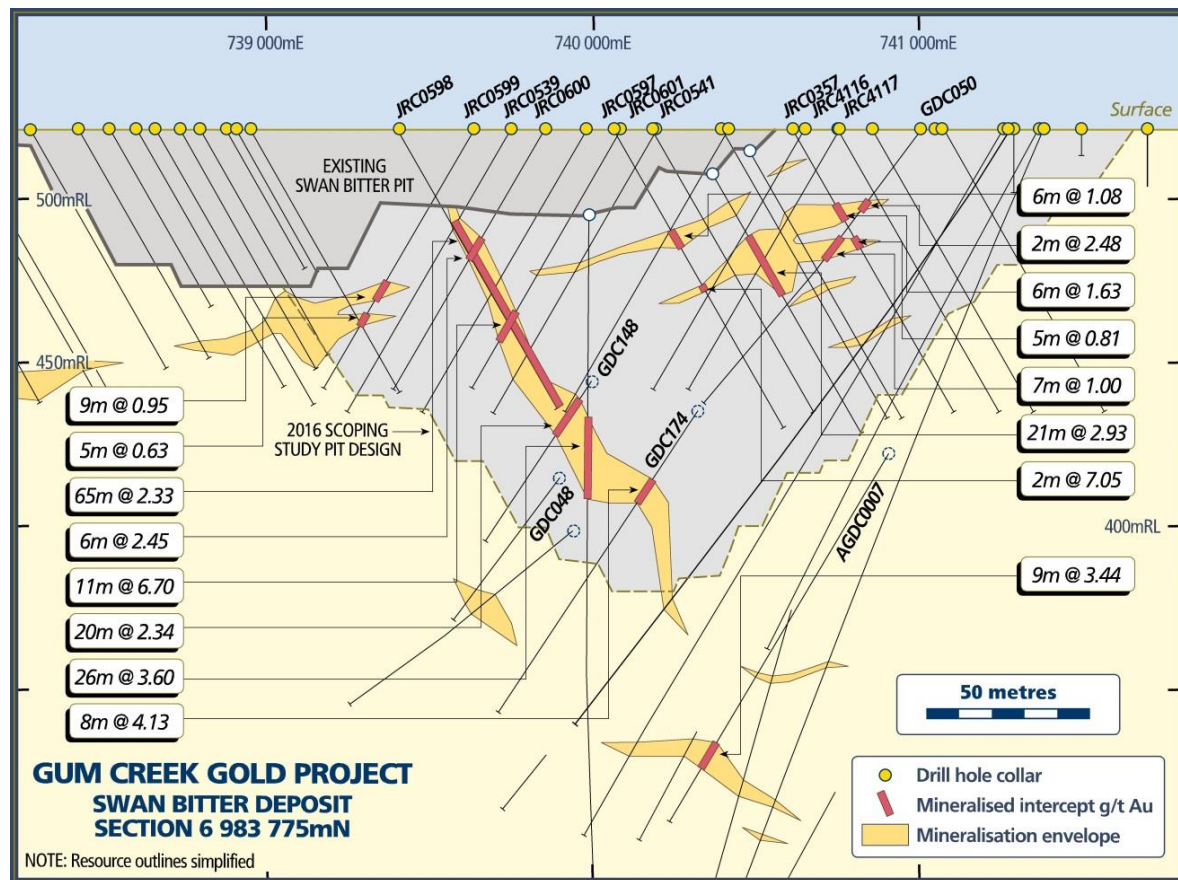 739 000mE
740 000mE
741 000mE
JRC0598
JRC0599
JRC0539
JRC0600
JRC0597
JRC0601
JRC0541
JRC0357
JRC4116
JRC4117
GDC050
Surface
EXISTING
SWAN BITTER PIT
500mRL
450mRL
400mRL
2016 SCOPING
STUDY PIT DESIGN
GDC148
GDC174
GDC048
AGDC0007
9m @ 0.95
5m @ 0.63
65m @ 2.33
6m @ 2.45
11m @ 6.70
20m @ 2.34
26m @ 3.60
8m @ 4.13
6m @ 1.08
2m @ 2.48
6m @ 1.63
5m @ 0.81
7m @ 1.00
21m @ 2.93
2m @ 7.05
9m @ 3.44
50 metres
GUM CREEK GOLD PROJECT
SWAN BITTER DEPOSIT
SECTION 6 983 775mN
NOTE: Resource outlines simplified
Drill hole collar
Mineralised intercept g/t Au
Mineralisation envelope